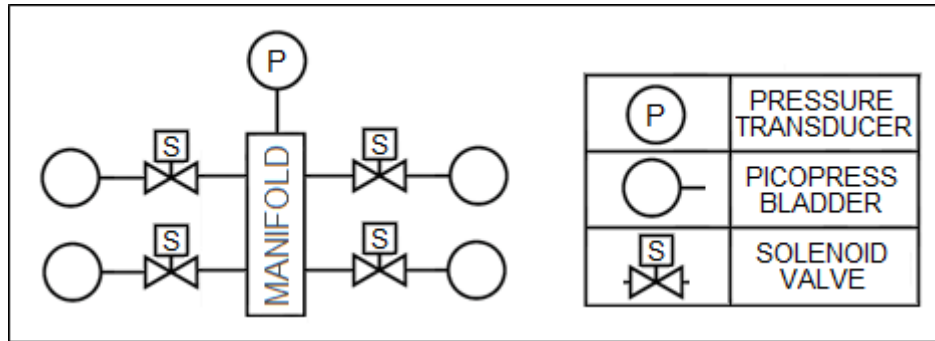 P
S
S
MANIFOLD
S
S
P
PRESSURE
TRANSDUCER
PICOPRESS
BLADDER
S
SOLENOID
VALVE